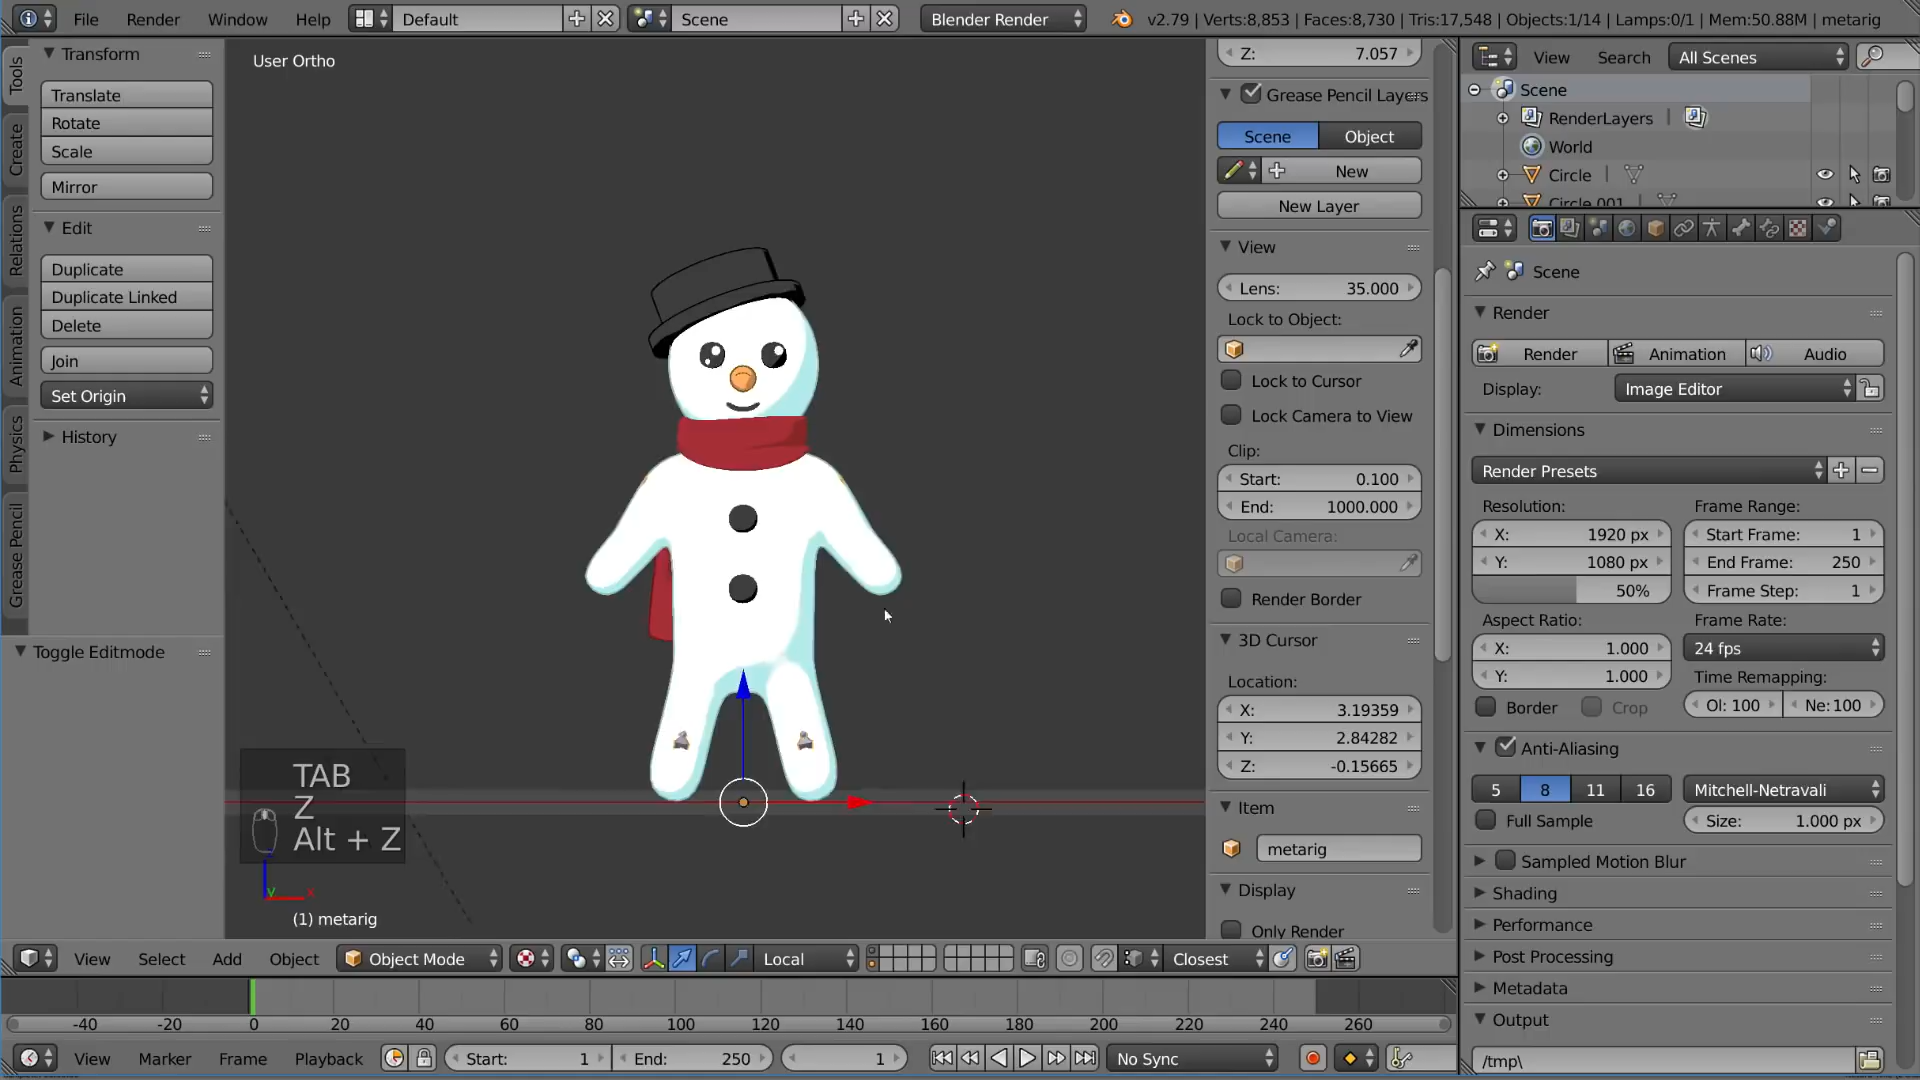 File Render Window Help Default Scene Blender Render v2.79 | Verts:8,853 | Faces:8,730 | Tris:17,548 | Objects:1/14 | Lamps:0/1 | Mem:50.88M | metarig
Tools
Create
Relations
Animation
Physics
Grease Pencil
Transform
Translate
Rotate
Scale
Mirror
Edit
Duplicate
Duplicate Linked
Delete
Join
Set Origin
History
Toggle Editmode
User Ortho
TAB
Z
Alt + Z
z
y
x
(1) metarig
Z: 7.057
Grease Pencil Layers
Scene Object
New
New Layer
View
Lens: 35.000
Lock to Object:
Lock to Cursor
Lock Camera to View
Clip:
Start: 0.100
End: 1000.000
Local Camera:
Render Border
3D Cursor
Location:
X: 3.19359
Y: 2.84282
Z: -0.15665
Item
metarig
Display
Only Render
View Search All Scenes
Scene
RenderLayers |
World
Circle |
Circle.001 |
Scene
Render
Render Animation Audio
Display: Image Editor
Dimensions
Render Presets
Resolution: Frame Range:
X: 1920 px Start Frame: 1
Y: 1080 px End Frame: 250
50% Frame Step: 1
Aspect Ratio: Frame Rate:
X: 1.000 24 fps
Y: 1.000 Time Remapping:
Border Crop Ol: 100 Ne: 100
Anti-Aliasing
5 8 11 16 Mitchell-Netravali
Full Sample Size: 1.000 px
Sampled Motion Blur
Shading
Performance
Post Processing
Metadata
Output
/tmp\
View Select Add Object Object Mode Local Closest
-40 -20 0 20 40 60 80 100 120 140 160 180 200 220 240 260
View Marker Frame Playback Start: 1 End: 250 1 No Sync